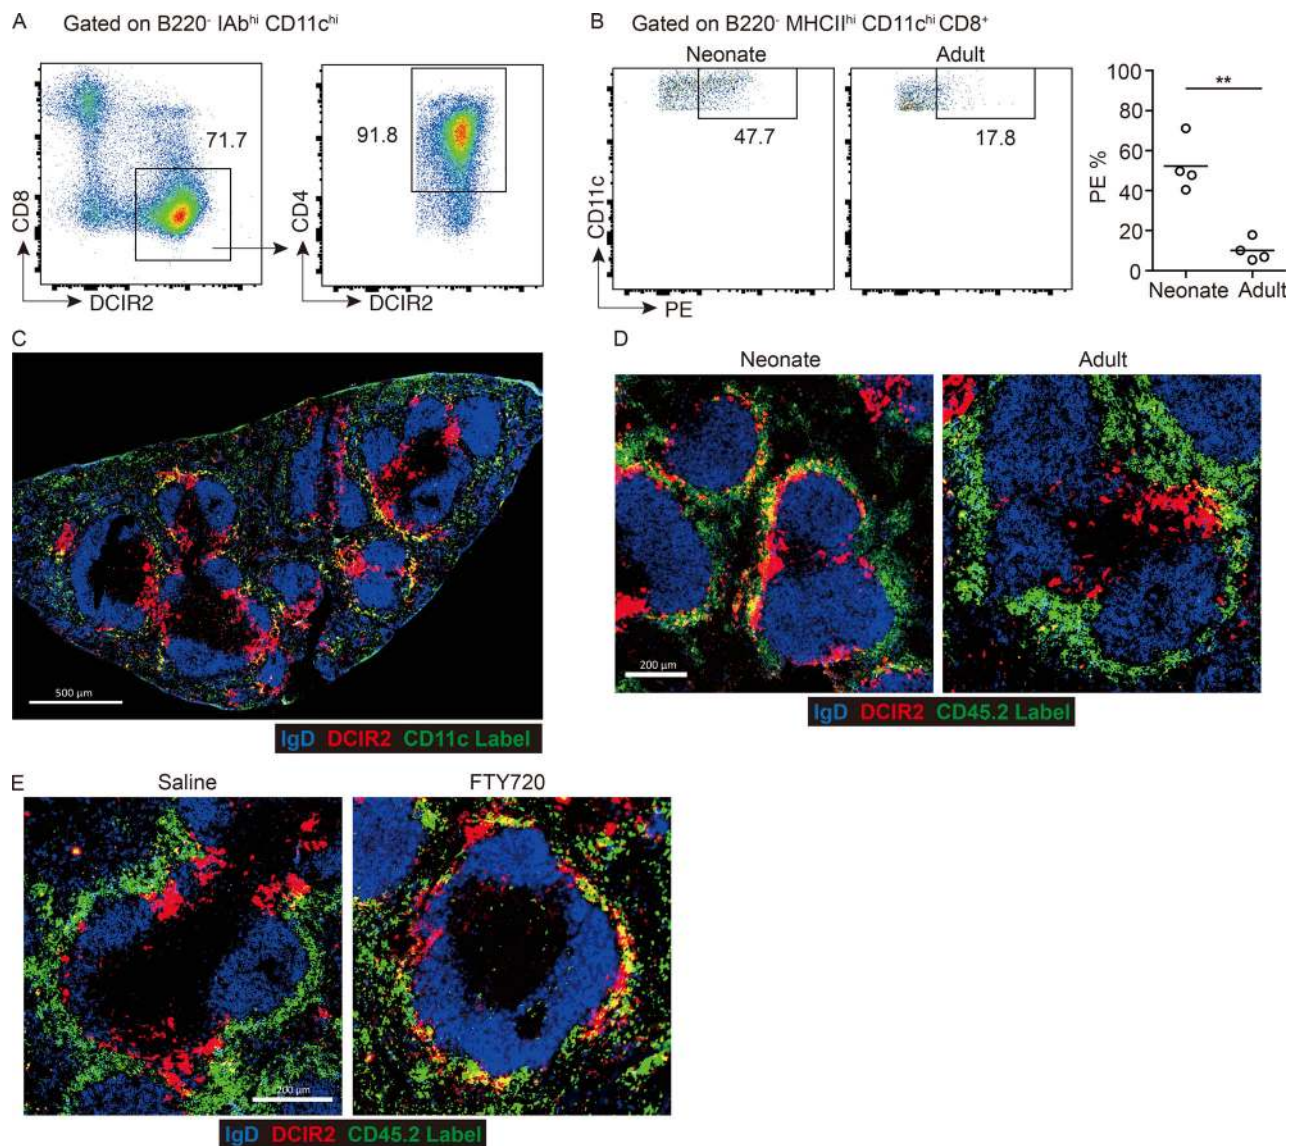 A Gated on B220⁻ IAbʰⁱ CD11cʰⁱ
71.7
CD8
DCIR2
91.8
CD4
DCIR2
B Gated on B220⁻ MHCIIʰⁱ CD11cʰⁱ CD8⁺
Neonate Adult
47.7
17.8
CD11c
PE
100
80
60
40
20
0
PE %
**
Neonate Adult
C
500 µm
IgD DCIR2 CD11c Label
D
Neonate Adult
200 µm
IgD DCIR2 CD45.2 Label
E
Saline FTY720
200 µm
IgD DCIR2 CD45.2 Label